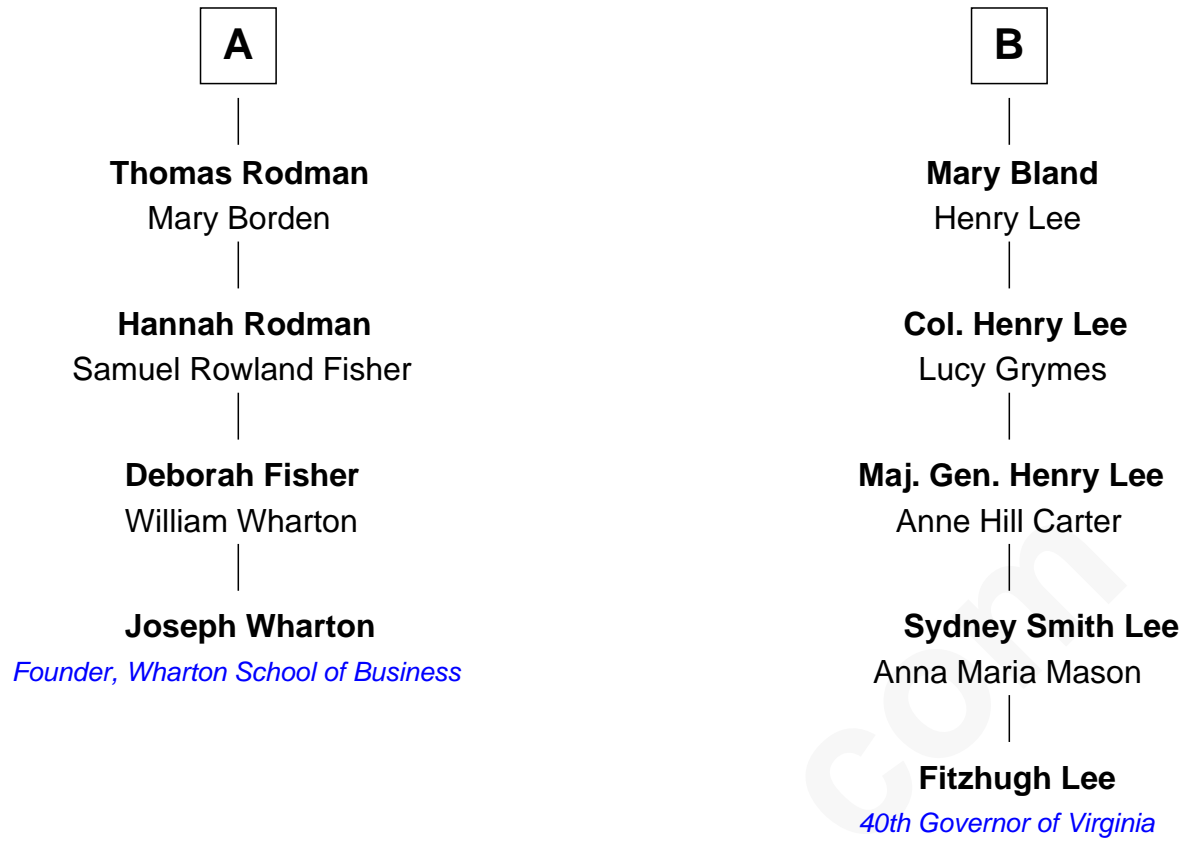 A
Thomas Rodman
Mary Borden
Hannah Rodman
Samuel Rowland Fisher
Deborah Fisher
William Wharton
Joseph Wharton
Founder, Wharton School of Business
B
Mary Bland
Henry Lee
Col. Henry Lee
Lucy Grymes
Maj. Gen. Henry Lee
Anne Hill Carter
Sydney Smith Lee
Anna Maria Mason
Fitzhugh Lee
40th Governor of Virginia
com